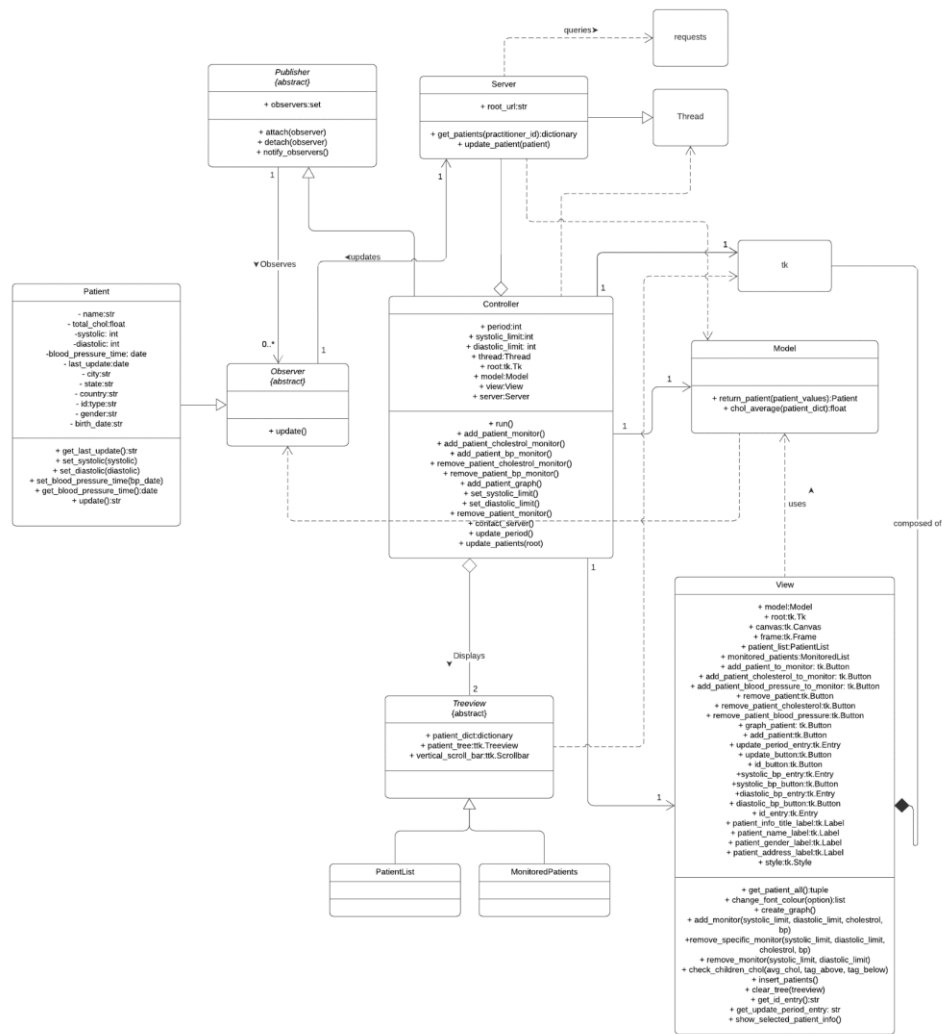 queries➤
requests
Publisher
{abstract}
+ observers:set
+ attach(observer)
+ detach(observer)
+ notify_observers()
Server
+ root_url:str
+ get_patients(practitioner_id):dictionary
+ update_patient(patient)
Thread
1
1
▼Observes
◄updates
1
tk
1
Patient
- name:str
- total_chol:float
-systolic: int
-diastolic: int
-blood_pressure_time: date
- last_update:date
- city:str
- state:str
- country:str
- id:type:str
- gender:str
- birth_date:str
+ get_last_update():str
+ set_systolic(systolic)
+ set_diastolic(diastolic)
+ set_blood_pressure_time(bp_date)
+ get_blood_pressure_time():date
+ update():str
0..*
1
Observer
{abstract}
+ update()
Controller
+ period:int
+ systolic_limit:int
+ diastolic_limit: int
+ thread:Thread
+ root:tk.Tk
+ model:Model
+ view:View
+ server:Server
+ run()
+ add_patient_monitor()
+ add_patient_cholestrol_monitor()
+ add_patient_bp_monitor()
+ remove_patient_cholestrol_monitor()
+ remove_patient_bp_monitor()
+ add_patient_graph()
+ set_systolic_limit()
+ set_diastolic_limit()
+ remove_patient_monitor()
+ contact_server()
+ update_period()
+ update_patients(root)
1
1
Model
+ return_patient(patient_values):Patient
+ chol_average(patient_dict):float
uses
composed of
1
Displays
2
Treeview
{abstract}
+ patient_dict:dictionary
+ patient_tree:ttk.Treeview
+ vertical_scroll_bar:ttk.Scrollbar
PatientList
MonitoredPatients
1
View
+ model:Model
+ root:tk.Tk
+ canvas:tk.Canvas
+ frame:tk.Frame
+ patient_list:PatientList
+ monitored_patients:MonitoredList
+ add_patient_to_monitor: tk.Button
+ add_patient_cholesterol_to_monitor: tk.Button
+ add_patient_blood_pressure_to_monitor: tk.Button
+ remove_patient:tk.Button
+ remove_patient_cholesterol:tk.Button
+ remove_patient_blood_pressure:tk.Button
+ graph_patient: tk.Button
+ add_patient:tk.Button
+ update_period_entry:tk.Entry
+ update_button:tk.Button
+ id_button:tk.Button
+systolic_bp_entry:tk.Entry
+systolic_bp_button:tk.Button
+diastolic_bp_entry:tk.Entry
+ diastolic_bp_button:tk.Button
+ id_entry:tk.Entry
+ patient_info_title_label:tk.Label
+ patient_name_label:tk.Label
+ patient_gender_label:tk.Label
+ patient_address_label:tk.Label
+ style:tk.Style
+ get_patient_all():tuple
+ change_font_colour(option):list
+ create_graph()
+ add_monitor(systolic_limit, diastolic_limit, cholestrol,
bp)
+remove_specific_monitor(systolic_limit, diastolic_limit,
cholestrol, bp)
+ remove_monitor(systolic_limit, diastolic_limit)
+ check_children_chol(avg_chol, tag_above, tag_below)
+ insert_patients()
+ clear_tree(treeview)
+ get_id_entry():str
+ get_update_period_entry: str
+ show_selected_patient_info()